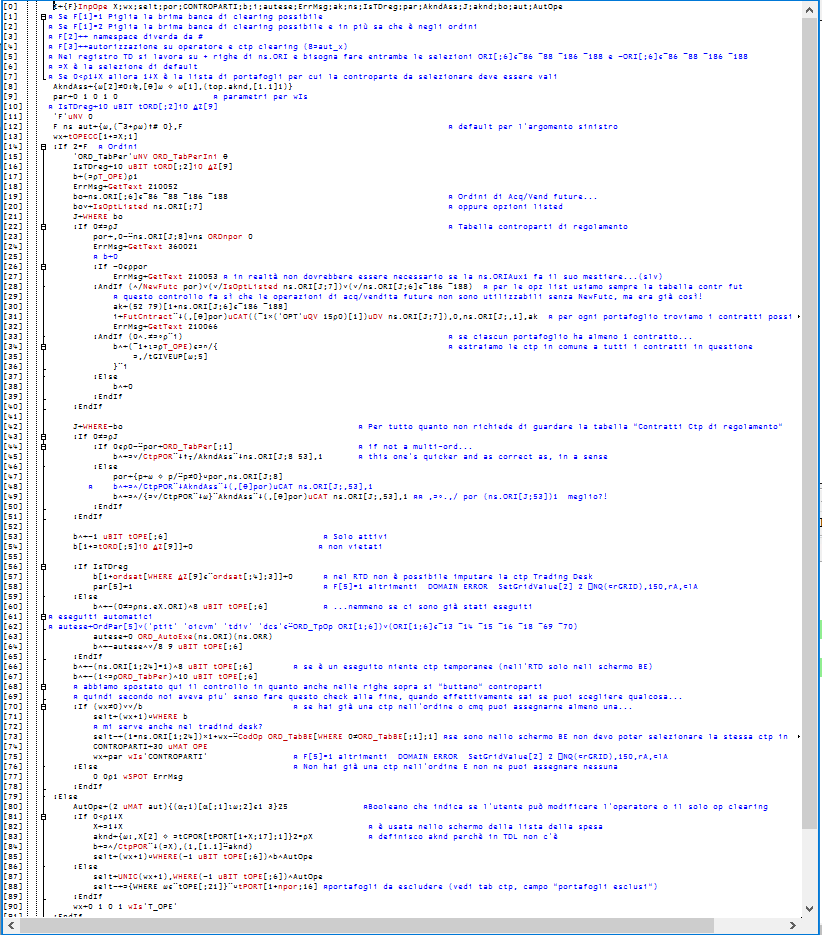 [0] X←{F}InpOpe X;wx;selt;por;CONTROPARTI;b;i;autese;ErrMsg;ak;ns;IsTDreg;par;AkndAss;J;aknd;bo;aut;AutOpe
[1] ⍝ Se F[1]=1 Piglia la prima banca di clearing possibile
[2] ⍝ Se F[1]=2 Piglia la prima banca di clearing possibile e in più sa che è negli ordini
[3] ⍝ F[2]++ namespace diverda da #
[4] ⍝ F[3]++autorizzazione su operatore e ctp clearing (8=aut_x)
[5] ⍝ Nel registro TD si lavora su + righe di ns.ORI e bisogna fare entrambe le selezioni ORI[;6]∊¯86 ¯88 ¯186 ¯188 e ~ORI[;6]∊¯86 ¯88 ¯186 ¯188
[6] ⍝ ⊃X è la selezione di default
[7] ⍝ Se 0<⍴1↓X allora 1↓X è la lista di portafogli per cui la controparte da selezionare deve essere vali
[8] AkndAss←{ω[2]≠0:⍵,[0]ω ⋄ ω[1],(top.aknd,[1.1]1)}
[9] par←0 1 0 1 0 ⍝ parametri per wIs
[10] ⍝ IsTDreg←10 uBIT tORD[;2]⍳0 ∆Z[9]
[11] 'F'uNV 0
[12] F ns aut←{ω,(¯3+⍴ω)↑# 0},F ⍝ default per l'argomento sinistro
[13] wx←tOPECC[1+⊃X;1]
[14] :If 2=F ⍝ Ordini
[15] 'ORD_TabPer'uNV ORD_TabPerIni ⍬
[16] IsTDreg←10 uBIT tORD[;2]⍳0 ∆Z[9]
[17] b←(≢⍴T_OPE)⍴1
[18] ErrMsg←GetText 210052
[19] bo←ns.ORI[;6]∊¯86 ¯88 ¯186 ¯188 ⍝ Ordini di Acq/Vend future...
[20] bo∨←IsOptListed ns.ORI[;7] ⍝ oppure opzioni listed
[21] J←WHERE bo
[22] :If 0≠⊃⍴J ⍝ Tabella controparti di regolamento
[23] por←,0~⍨ns.ORI[J;8]∪ns ORDnpor 0
[24] ErrMsg←GetText 360021
[25] ⍝ b←0
[26] :If ~0∊⍴por
[27] ErrMsg←GetText 210053 ⍝ in realtà non dovrebbere essere necessario se la ns.ORIAuxi fa il suo mestiere...(slv)
[28] :AndIf (∧/NewFutc por)∨(∨/IsOptListed ns.ORI[J;7])∨(∨/ns.ORI[J;6]∊¯186 ¯188) ⍝ per le opz list usiamo sempre la tabella contr fut
[29] ⍝ questo controllo fa sì che le operazioni di acq/vendita future non sono utilizzabili senza NewFutc, ma era già così!
[30] ak←(52 79)[1+ns.ORI[J;6]∊¯186 ¯188]
[31] i←FutCntract¨↓(,[⍬]por)uCAT((¯1×('OPT'uQV 15⍴0)[1])uDV ns.ORI[J;7]),0,ns.ORI[J;1],ak ⍝ per ogni portafoglio troviamo i contratti possi
[32] ErrMsg←GetText 210066
[33] :AndIf (0∧.≠⊃∘⍴¨i) ⍝ se ciascun portafoglio ha almeno 1 contratto...
[34] b∧←(¯1+⍳⊃⍴T_OPE)∊⊃∩/{ ⍝ estraiamo le ctp in comune a tutti i contratti in questione
[35] ⊃,/tGIVEUP[ω;5]
[36] }¨i
[37] :Else
[38] b∧←0
[39] :EndIf
[40] :EndIf
[41]
[42] J←WHERE~bo ⍝ Per tutto quanto non richiede di guardare la tabella "Contratti Ctp di regolamento"
[43] :If 0≠⊃⍴J
[44] :If 0∊⍴0~⍨por←ORD_TabPer[;1] ⍝ if not a multi-ord...
[45] b∧←⊃∨/CtpPOR¨↓↑,/AkndAss¨↓ns.ORI[J;8 53],1 ⍝ this one's quicker and as correct as, in a sense
[46] :Else
[47] por←{p←ω ⋄ p/⍨p≠0}∪por,ns.ORI[J;8]
[48] ⍝ b∧←⊃∧/CtpPOR¨↓AkndAss¨↓(,[⍬]por)uCAT ns.ORI[J;,53],1
[49] b∧←⊃∧/{⊃∨/CtpPOR¨↓ω}¨AkndAss¨↓(,[⍬]por)uCAT ns.ORI[J;,53],1 ⍝⍝ ,⊃∘.,/ por (ns.ORI[J;53])1 meglio?!
[50] :EndIf
[51] :EndIf
[52]
[53] b∧←~1 uBIT tOPE[;6] ⍝ Solo attivi
[54] b[1+⊃tORD[;5]⍳0 ∆Z[9]]←0 ⍝ non vietati
[55]
[56] :If IsTDreg
[57] b[1+ordsat[WHERE ∆Z[9]∊¨ordsat[;4];3]]←0 ⍝ nel RTD non è possibile imputare la ctp Trading Desk
[58] par[5]←1 ⍝ F[5]=1 altrimenti DOMAIN ERROR SetGridValue[2] Z ⎕NQ(⊂rGRID),150,rA,⊂1A
[59] :Else
[60] b∧←~(0≠≢⍴ns.eX.ORI)∧8 uBIT tOPE[;6] ⍝ ...nemmeno se ci sono già stati eseguiti
[61] ⍝ eseguiti automatici
[62] ⍝ autese←OrdPar[5]∨('ptit' 'oicvm' 'tdiv' 'dcs'∊⍨ORD_TpOp ORI[1;6])∨(ORI[1;6]∊¯13 ¯14 ¯15 ¯16 ¯18 ¯69 ¯70)
[63] autese←0 ORD_AutoExe(ns.ORI)(ns.ORR)
[64] b∧←~autese∧∨/8 9 uBIT tOPE[;6]
[65] :EndIf
[66] b∧←~(ns.ORI[1;24]=1)∧8 uBIT tOPE[;6] ⍝ se è un eseguito niente ctp temporanee (nell'RTD solo nell schermo BE)
[67] b∧←~(1<≢⍴ORD_TabPer)∧10 uBIT tOPE[;6]
[68] ⍝ abbiamo spostato qui il controllo in quanto anche nelle righe sopra si "buttano" controparti
[69] ⍝ quindi secondo noi aveva piu' senso fare questo check alla fine, quando effettivamente sai se puoi scegliere qualcosa...
[70] :If (wx≠0)∨∨/b ⍝ se hai già una ctp nell'ordine o cmq puoi assegnarne almeno una...
[71] selt←(wx+1)∪WHERE b
[72] ⍝ mi serve anche nel tradind desk?
[73] selt~←(1=ns.ORI[;24])×1+wx~⍨CodOp ORD_TabBE[WHERE 0≠ORD_TabBE[;1];1] ⍝se sono nello schermo BE non devo poter selezionare la stessa ctp in
[74] CONTROPARTI←30 uMAT OPE
[75] wx←par wIs'CONTROPARTI' ⍝ F[5]=1 altrimenti DOMAIN ERROR SetGridValue[2] Z ⎕NQ(⊂rGRID),150,rA,⊂1A
[76] :Else ⍝ Non hai già una ctp nell'ordine E non ne puoi assegnare nessuna
[77] 0 0⍴1 wSPOT ErrMsg
[78] :EndIf
[79] :Else
[80] AutOpe←(2 uMAT aut){(⍺⍪1)[⍺[;1]⍳ω;2]∊1 3}25 ⍝Booleano che indica se l'utente può modificare l'operatore o il solo op clearing
[81] :If 0<⍴1↓X
[82] X←⊃1↓X ⍝ è usata nello schermo della lista della spesa
[83] aknd←{ω⍳,X[2] ⋄ ⊃tCPOR[tPORT[1+X;17];1]}2=⍴X ⍝ definisco aknd perchè in TDL non c'è
[84] b←⊃∧/CtpPOR¨↓(⊃X),(1,[1.1]⍨aknd)
[85] selt←(wx+1)∪WHERE(~1 uBIT tOPE[;6])∧b∧AutOpe
[86] :Else
[87] selt←UNIC(wx+1),WHERE(~1 uBIT tOPE[;6])∧AutOpe
[88] selt~←⊃{WHERE ω∊¨tOPE[;21]}¨∪tPORT[1+npor;16] ⍝portafogli da escludere (vedi tab ctp, campo "portafogli esclusi")
[89] :EndIf
[90] wx←0 1 0 1 wIs'T_OPE'
[91] :EndIf